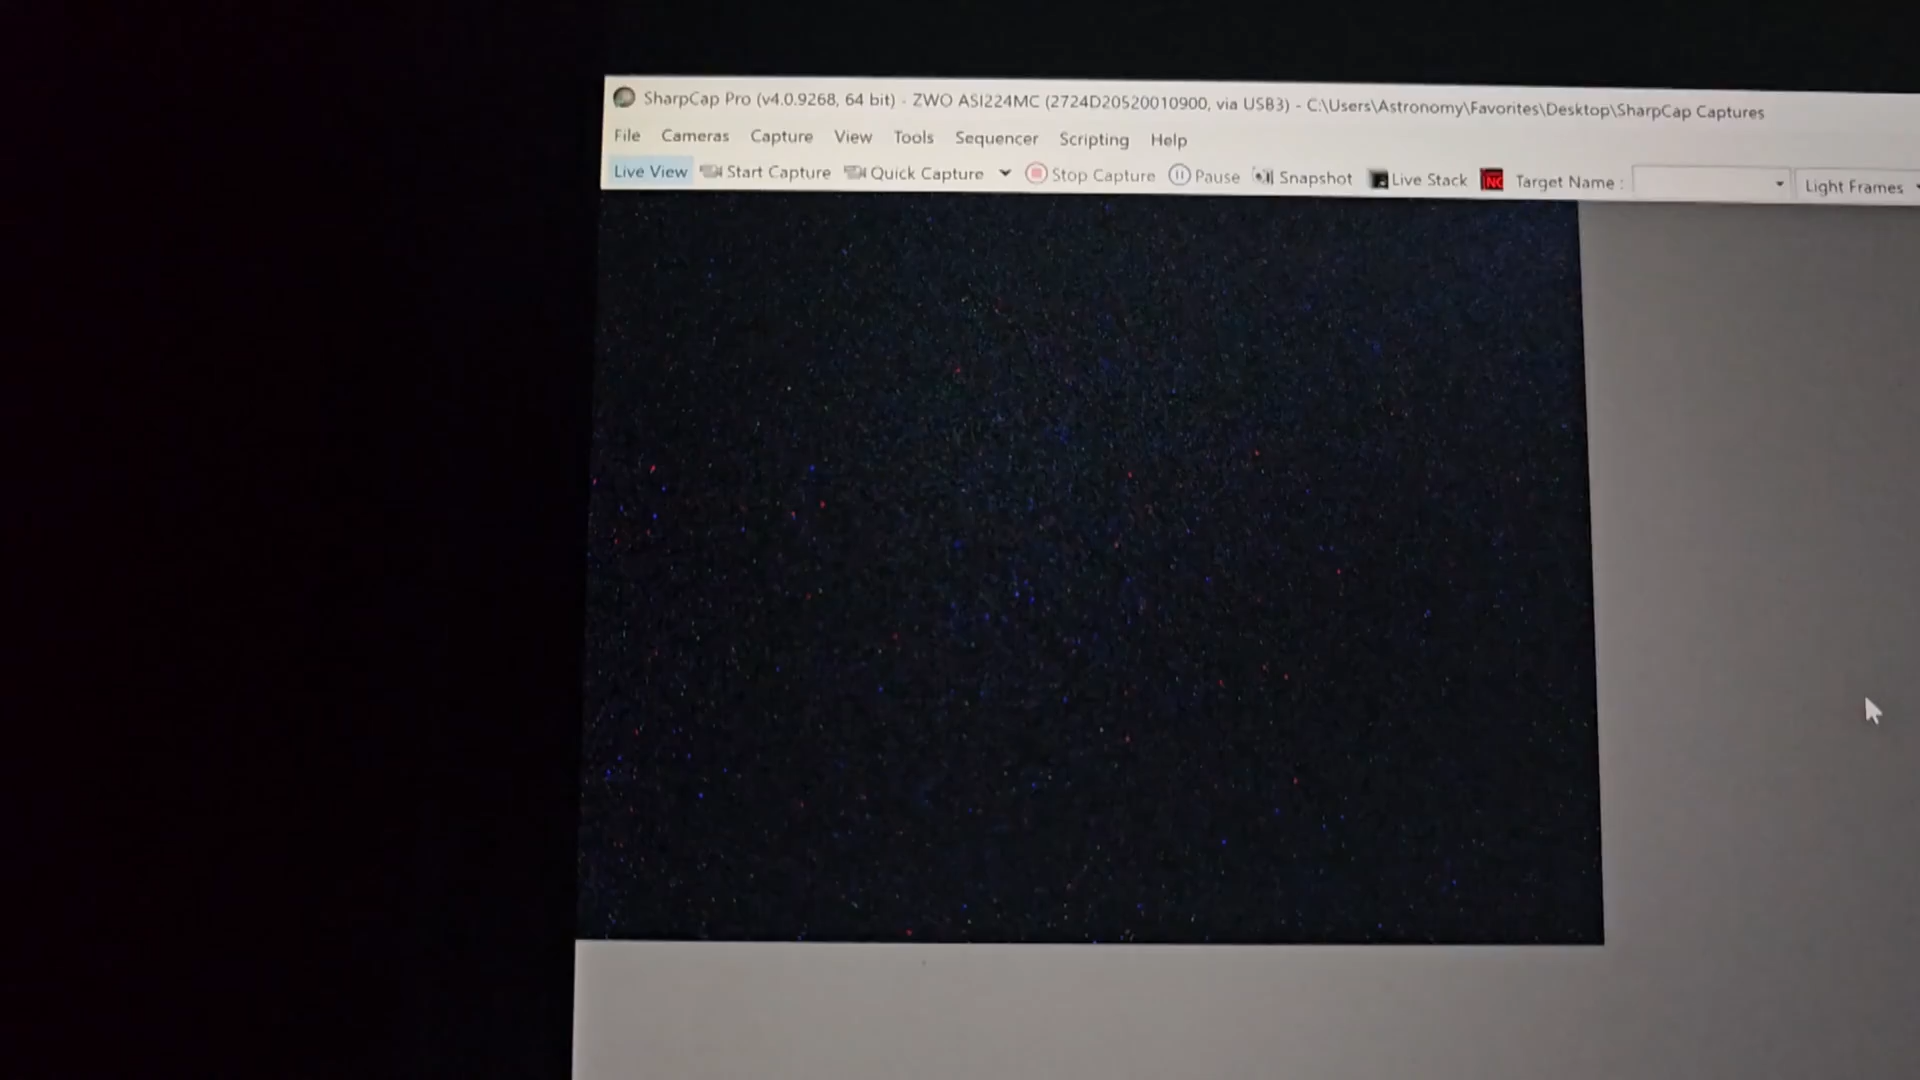 SharpCap Pro (v4.0.9268, 64 bit) - ZWO ASI224MC (2724D20520010900, via USB3) - C:\Users\Astronomy\Favorites\Desktop\SharpCap Captures
File Cameras Capture View Tools Sequencer Scripting Help
Live View Start Capture Quick Capture Stop Capture Pause Snapshot Live Stack Target Name : Light Frames